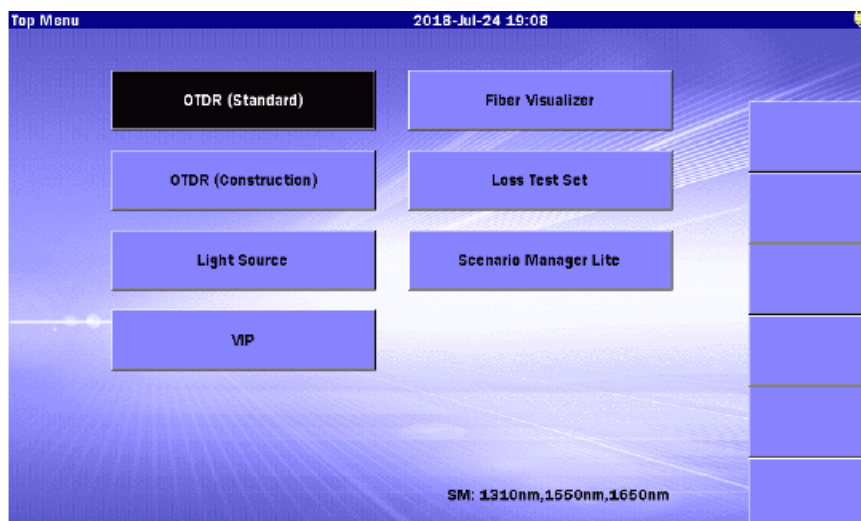 Top Menu 2018-Jul-24 19:08
OTDR (Standard) Fiber Visualizer
OTDR (Construction) Loss Test Set
Light Source Scenario Manager Lite
VIP
SM: 1310nm,1550nm,1650nm